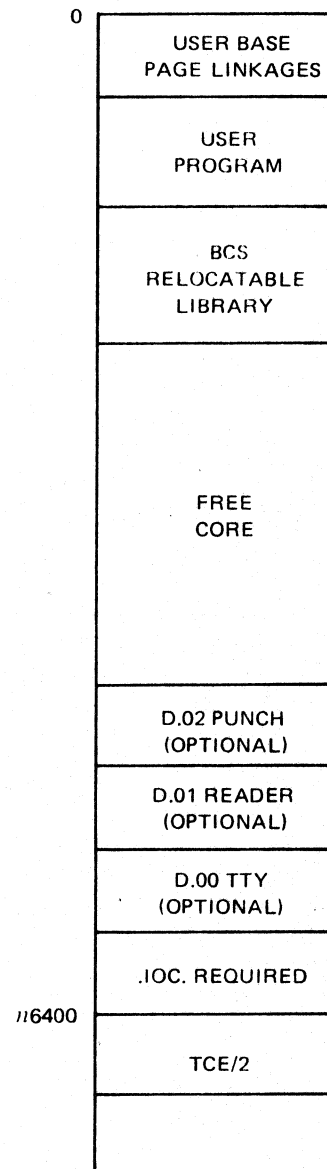 0
USER BASE
PAGE LINKAGES
USER
PROGRAM
BCS
RELOCATABLE
LIBRARY
FREE
CORE
D.02 PUNCH
(OPTIONAL)
D.01 READER
(OPTIONAL)
D.00 TTY
(OPTIONAL)
.IOC. REQUIRED
n6400
TCE/2